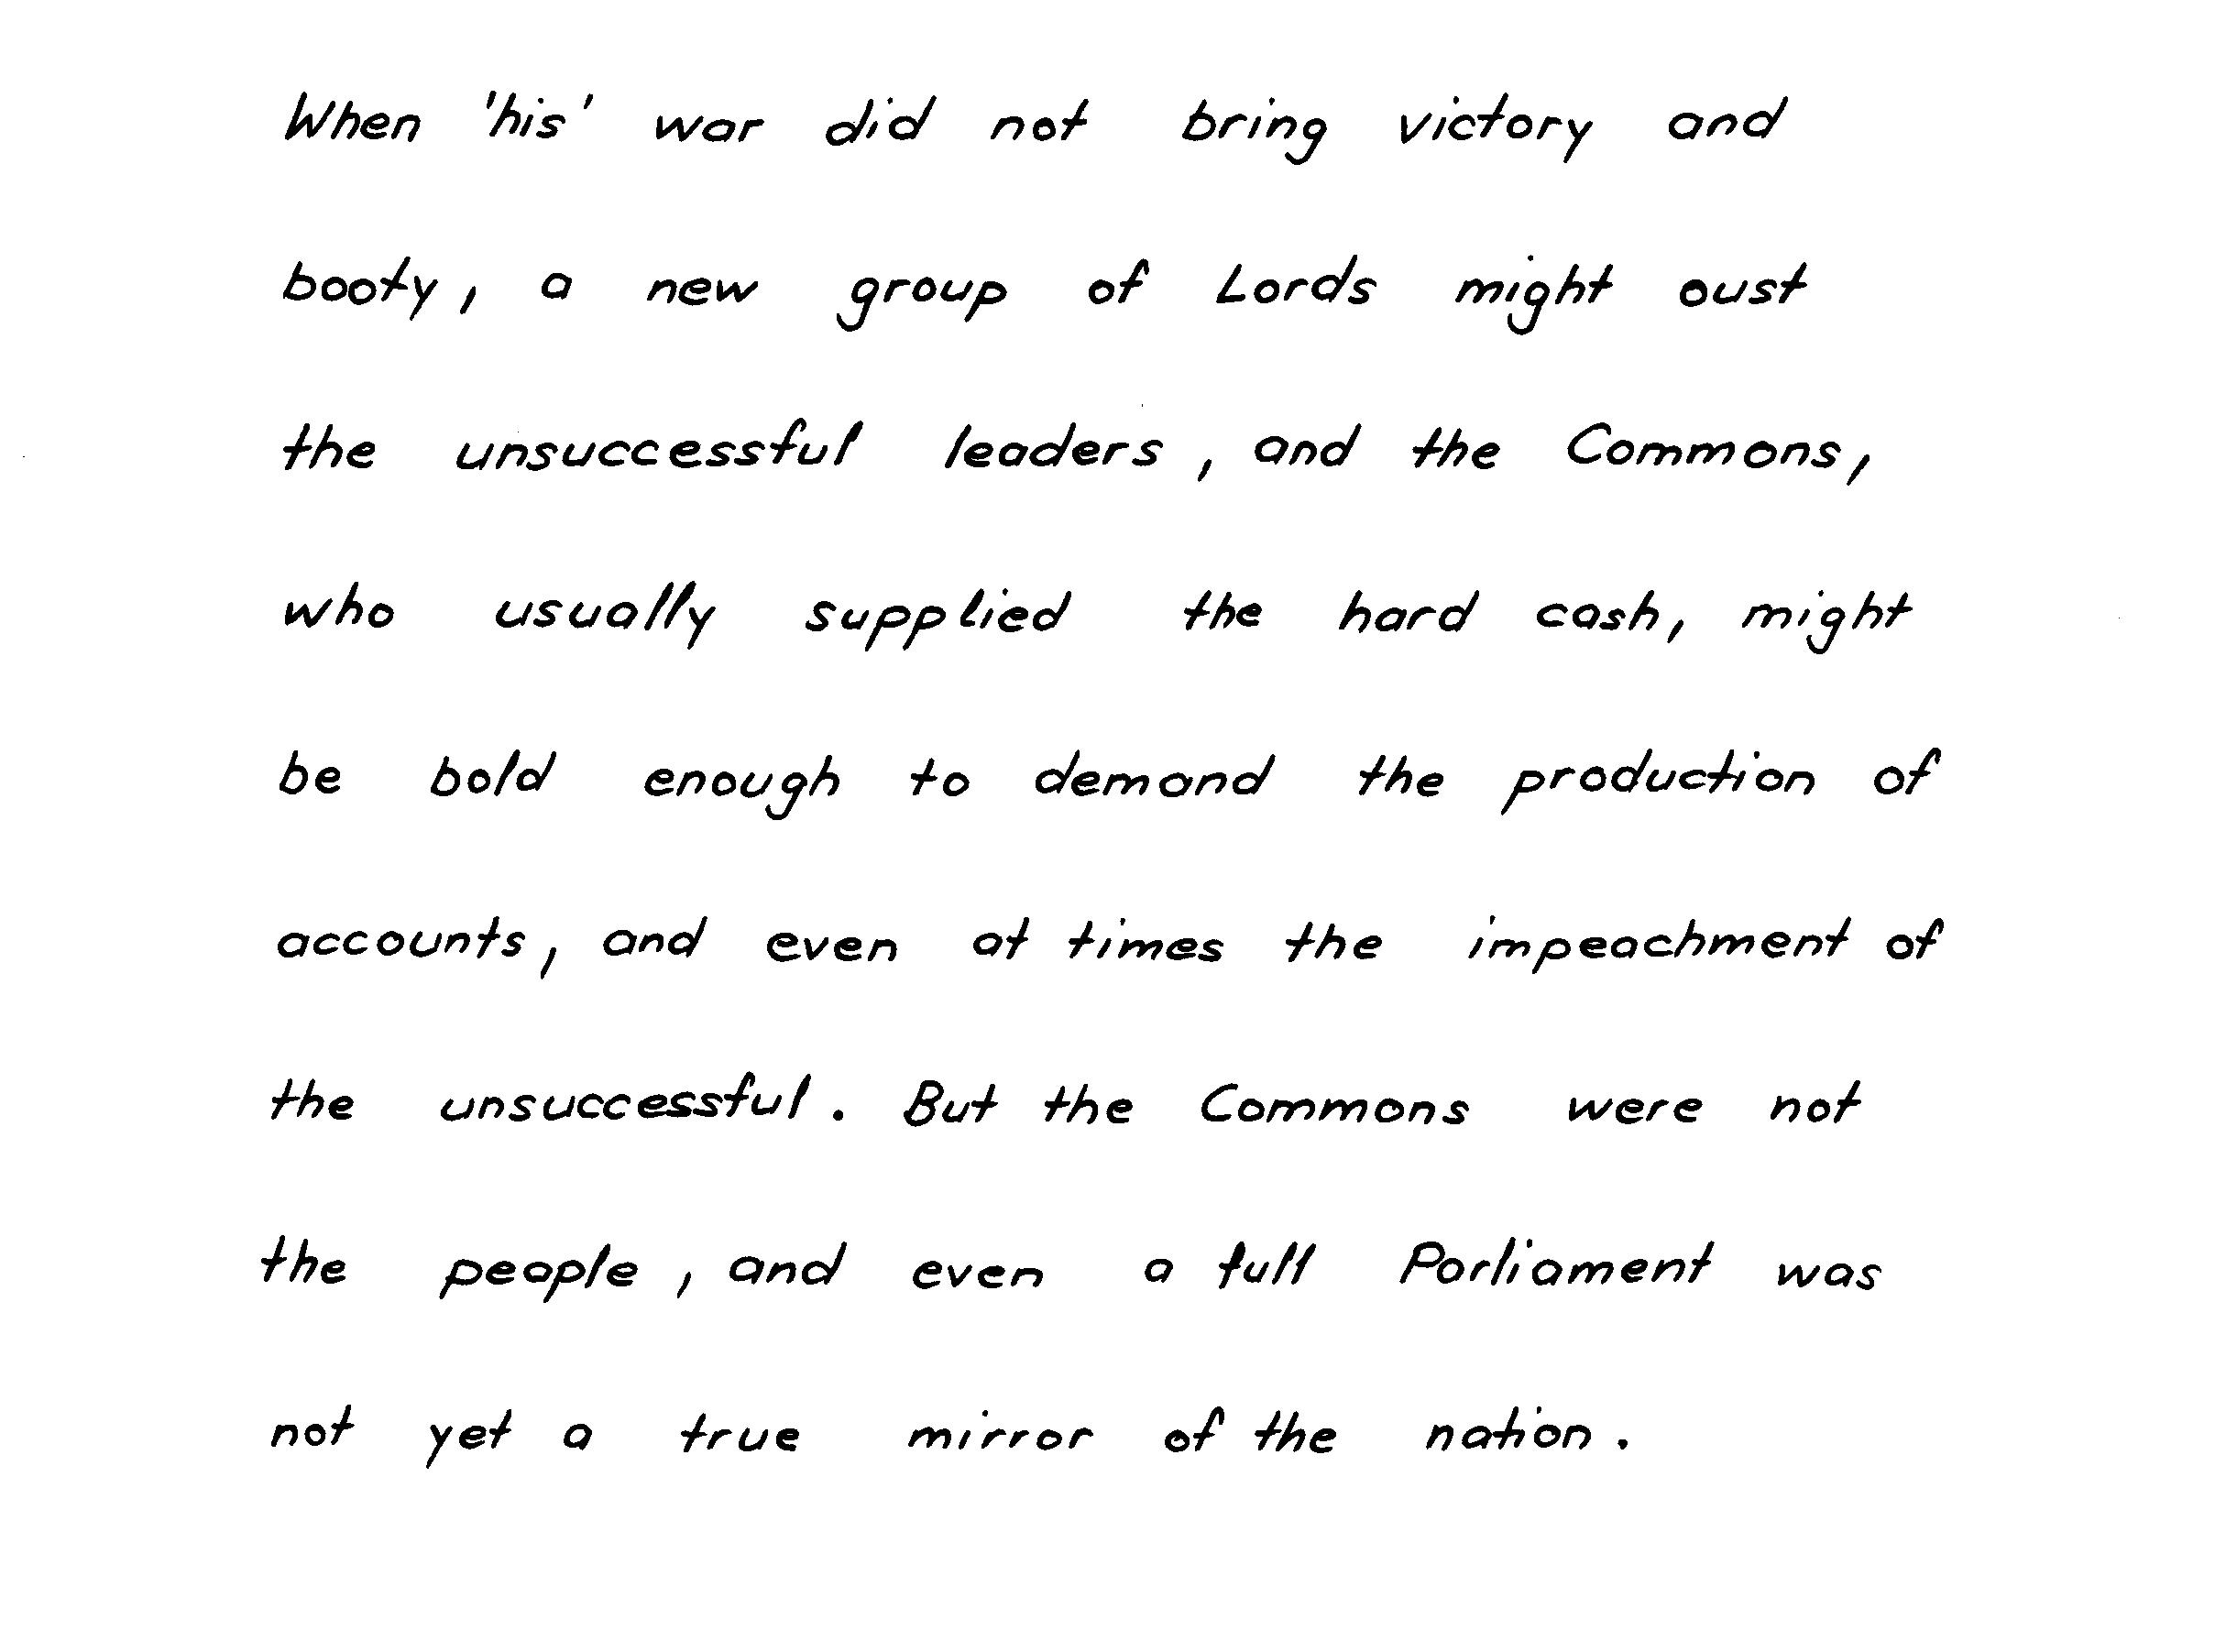 When 'his' war did not bring victory and
booty, a new group of Lords might oust
the unsuccessful leaders, and the Commons,
who usually supplied the hard cash, might
be bold enough to demand the production of
accounts, and even at times the impeachment of
the unsuccessful. But the Commons were not
the people, and even a full Parliament was
not yet a true mirror of the nation.